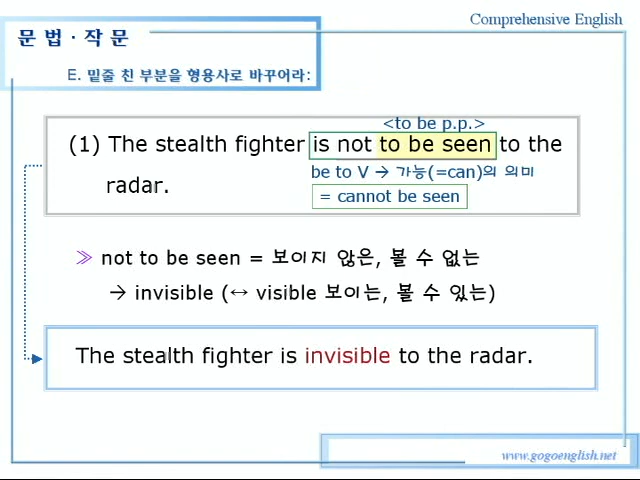 Comprehensive English
문 법 · 작 문
E. 밑줄 친 부분을 형용사로 바꾸어라:
<to be p.p.>
(1) The stealth fighter is not to be seen to the
be to V → 가능(=can)의 의미
radar.
= cannot be seen
≫ not to be seen = 보이지 않은, 볼 수 없는
→ invisible (↔ visible 보이는, 볼 수 있는)
The stealth fighter is invisible to the radar.
www.gogoenglish.net